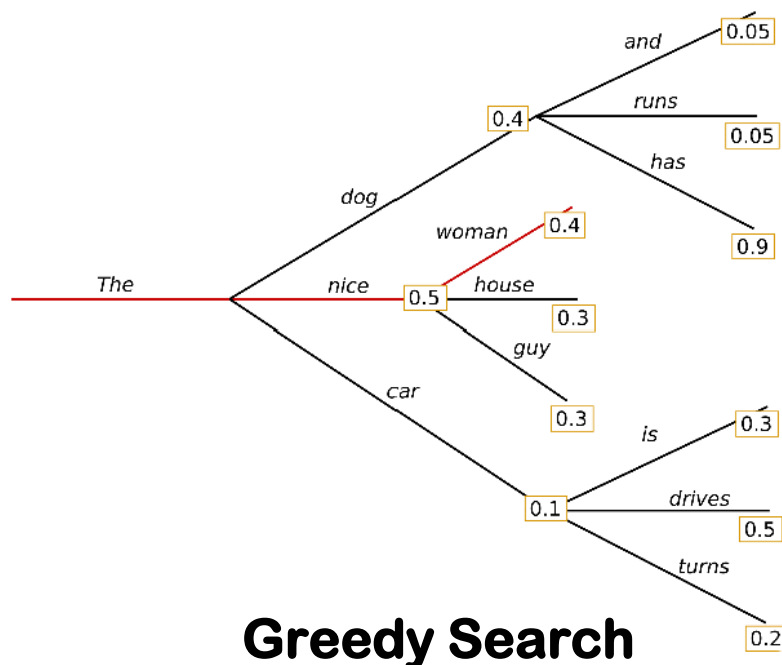 and
0.05
runs
0.4
0.05
has
dog
woman
0.4
0.9
The
nice
0.5
house
0.3
guy
car
0.3
is
0.3
drives
0.1
0.5
turns
0.2
Greedy Search